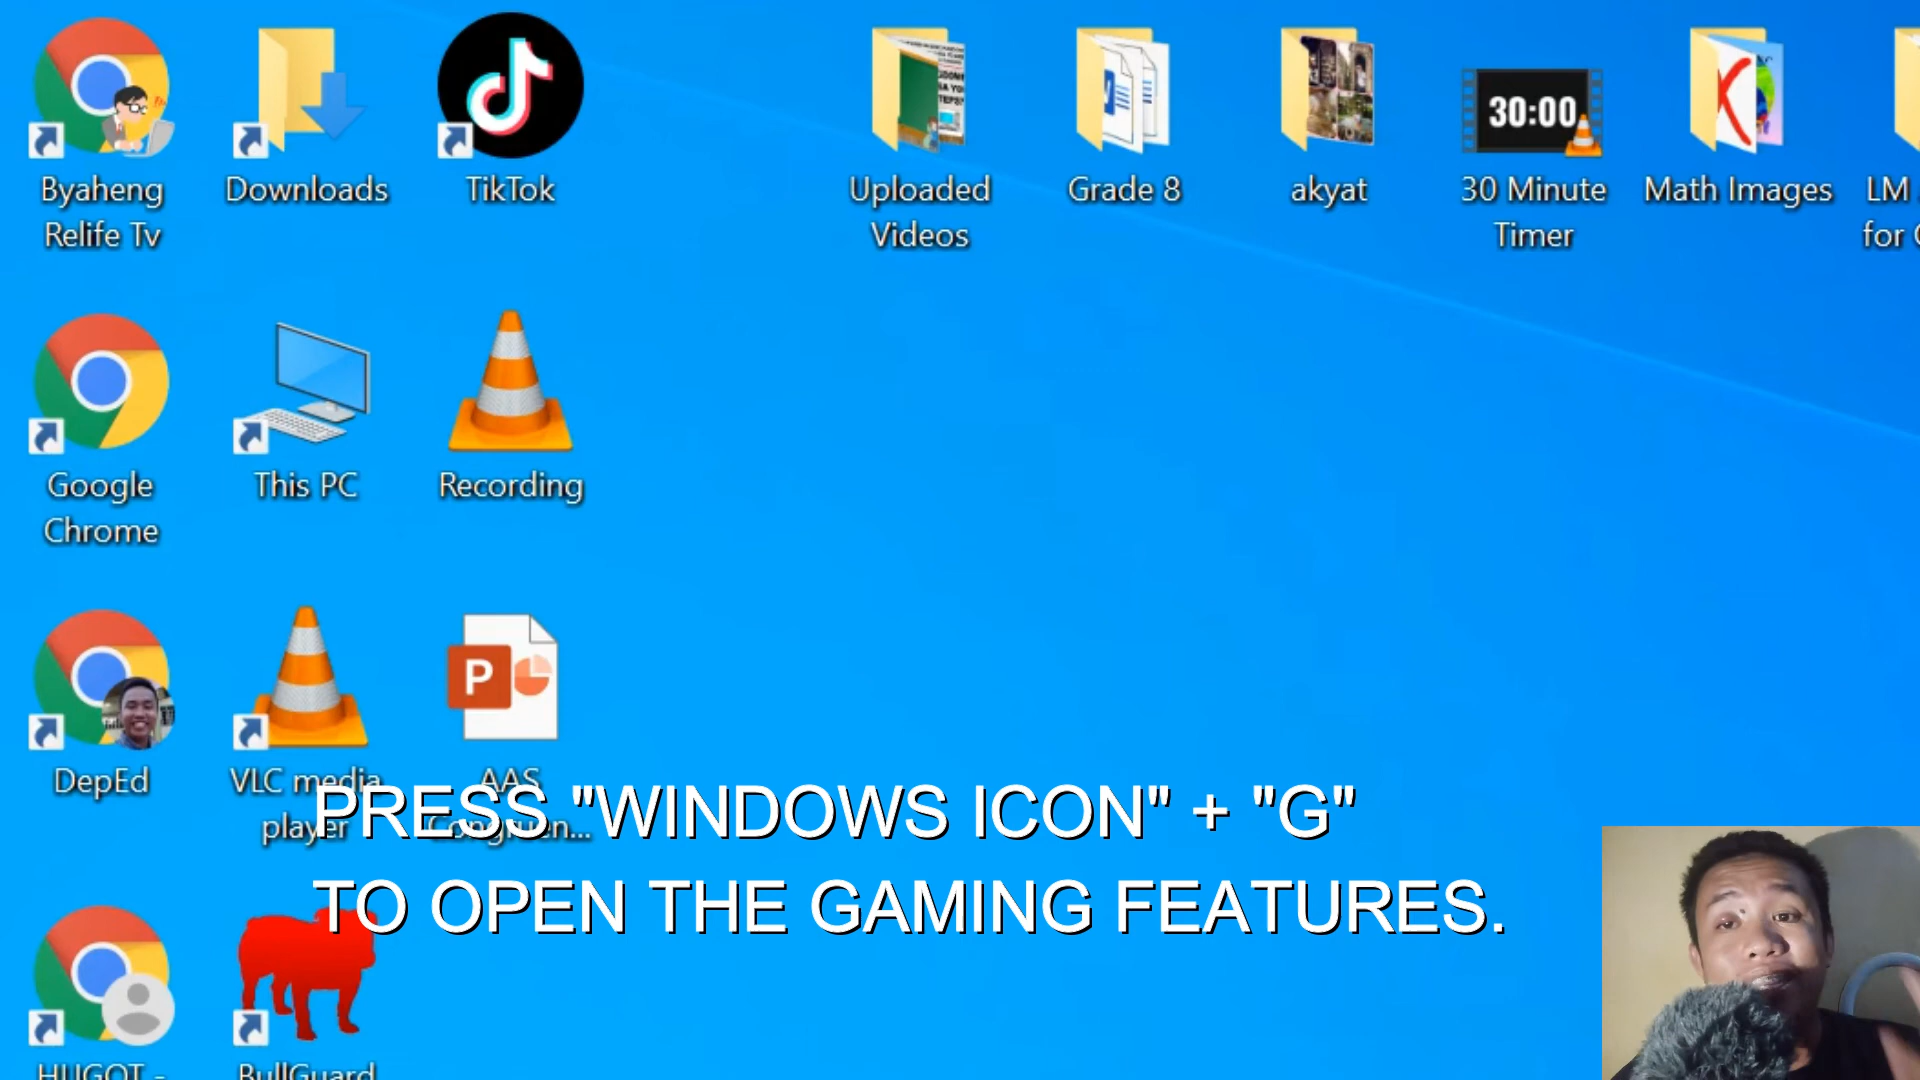 Byaheng
Relife Tv
Downloads
TikTok
Uploaded
Videos
Grade 8
akyat
30:00
30 Minute
Timer
Math Images
LM
for
Google
Chrome
This PC
Recording
DepEd
VLC media
player
P
AAS
Congruen...
PRESS "WINDOWS ICON" + "G"
TO OPEN THE GAMING FEATURES.
HUGOT -
BullGuard